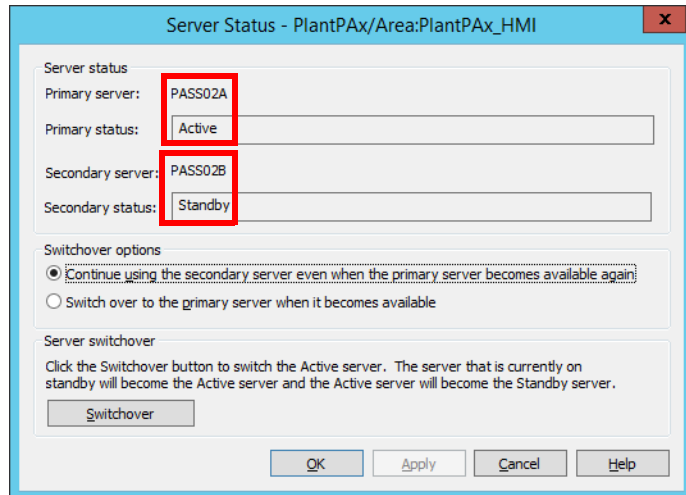 Server Status - PlantPAx/Area:PlantPAx_HMI
x
Server status
Primary server: PASS02A
Primary status: Active
Secondary server: PASS02B
Secondary status: Standby
Switchover options
Continue using the secondary server even when the primary server becomes available again
Switch over to the primary server when it becomes available
Server switchover
Click the Switchover button to switch the Active server. The server that is currently on
standby will become the Active server and the Active server will become the Standby server.
Switchover
OK Apply Cancel Help